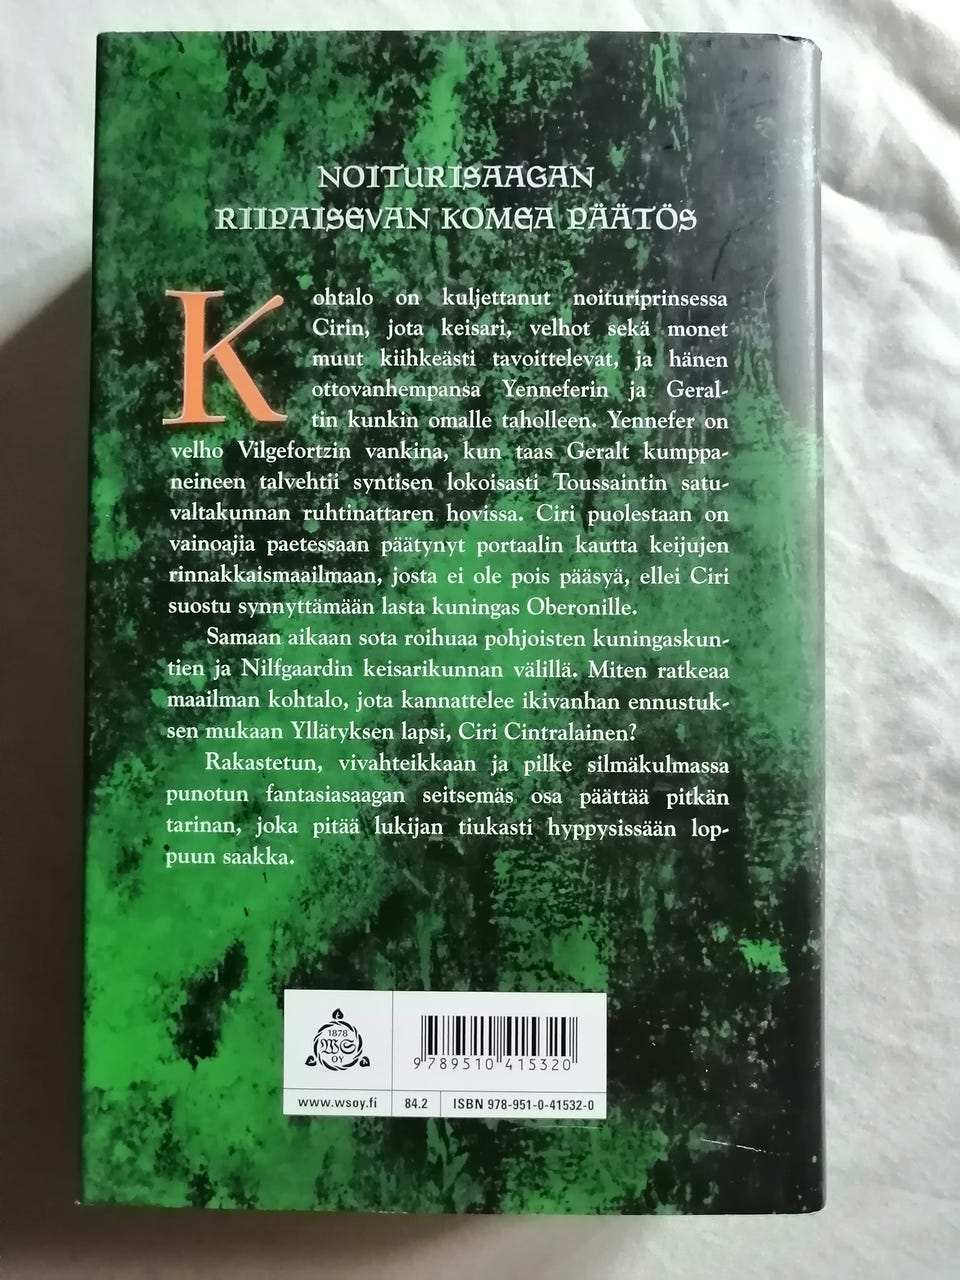 NOITURISAAGAN
RIIPAISEVAN KOMEA PÄÄTÖS
Kohtalo on kuljettanut noituriprinsessa
Cirin, jota keisari, velhot sekä monet
muut kiihkeästi tavoittelevat, ja hänen
ottovanhempansa Yenneferin ja Geral-
tin kunkin omalle taholleen. Yennefer on
velho Vilgefortzin vankina, kun taas Geralt kumppa-
neineen talvehtii syntisen lokoisasti Toussaintin satu-
valtakunnan ruhtinattaren hovissa. Ciri puolestaan on
vainoajia paetessaan päätynyt portaalin kautta keijujen
rinnakkaismaailmaan, josta ei ole pois pääsyä, ellei Ciri
suostu synnyttämään lasta kuningas Oberonille.
Samaan aikaan sota roihuaa pohjoisten kuningaskun-
tien ja Nilfgaardin keisarikunnan välillä. Miten ratkeaa
maailman kohtalo, jota kannattelee ikivanhan ennustuk-
sen mukaan Yllätyksen lapsi, Ciri Cintralainen?
Rakastetun, vivahteikkaan ja pilke silmäkulmassa
punotun fantasiasaagan seitsemäs osa päättää pitkän
tarinan, joka pitää lukijan tiukasti hyppysissään lop-
puun saakka.
1878
WS
OY
9 789510 415320
www.wsoy.fi 84.2 ISBN 978-951-0-41532-0